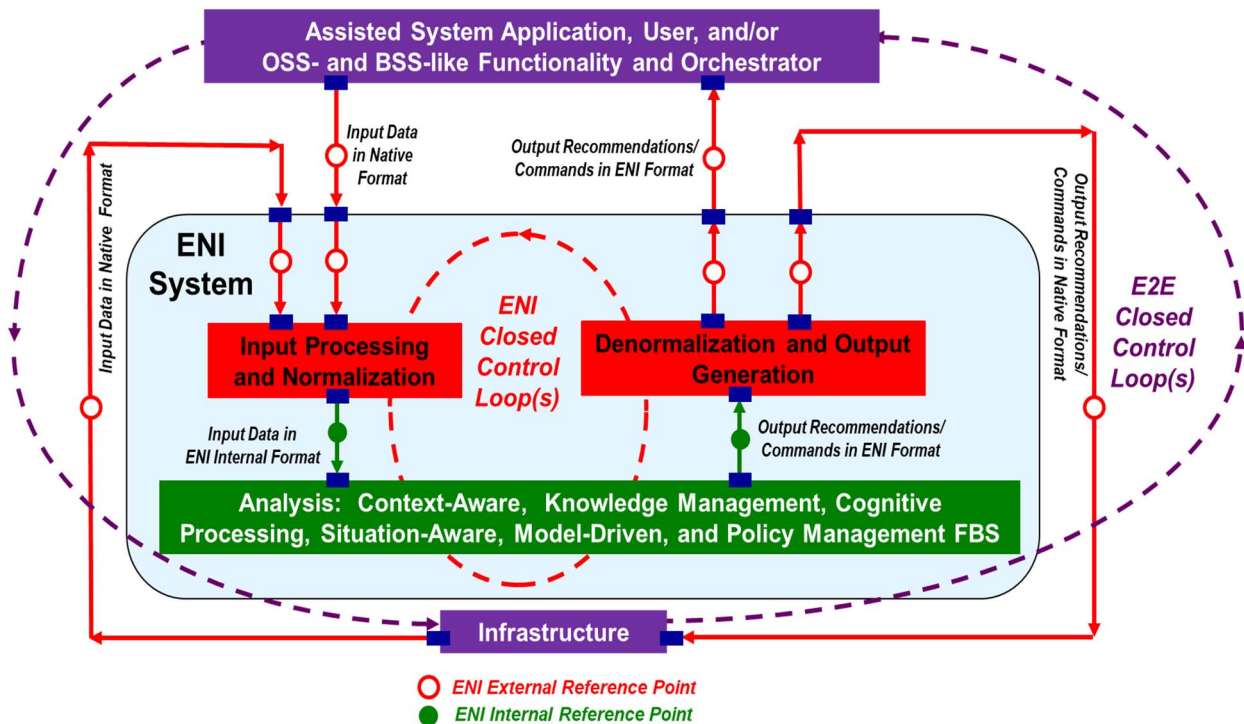 Assisted System Application, User, and/or
OSS- and BSS-like Functionality and Orchestrator
Input Data
in Native
Format
Output Recommendations/
Commands in ENI Format
Input Data in Native Format
Output Recommendations/
Commands in Native Format
ENI
System
ENI
Closed
Control
Loop(s)
E2E
Closed
Control
Loop(s)
Input Processing
and Normalization
Denormalization and Output
Generation
Input Data in
ENI Internal Format
Output Recommendations/
Commands in ENI Format
Analysis: Context-Aware, Knowledge Management, Cognitive
Processing, Situation-Aware, Model-Driven, and Policy Management FBS
Infrastructure
ENI External Reference Point
ENI Internal Reference Point